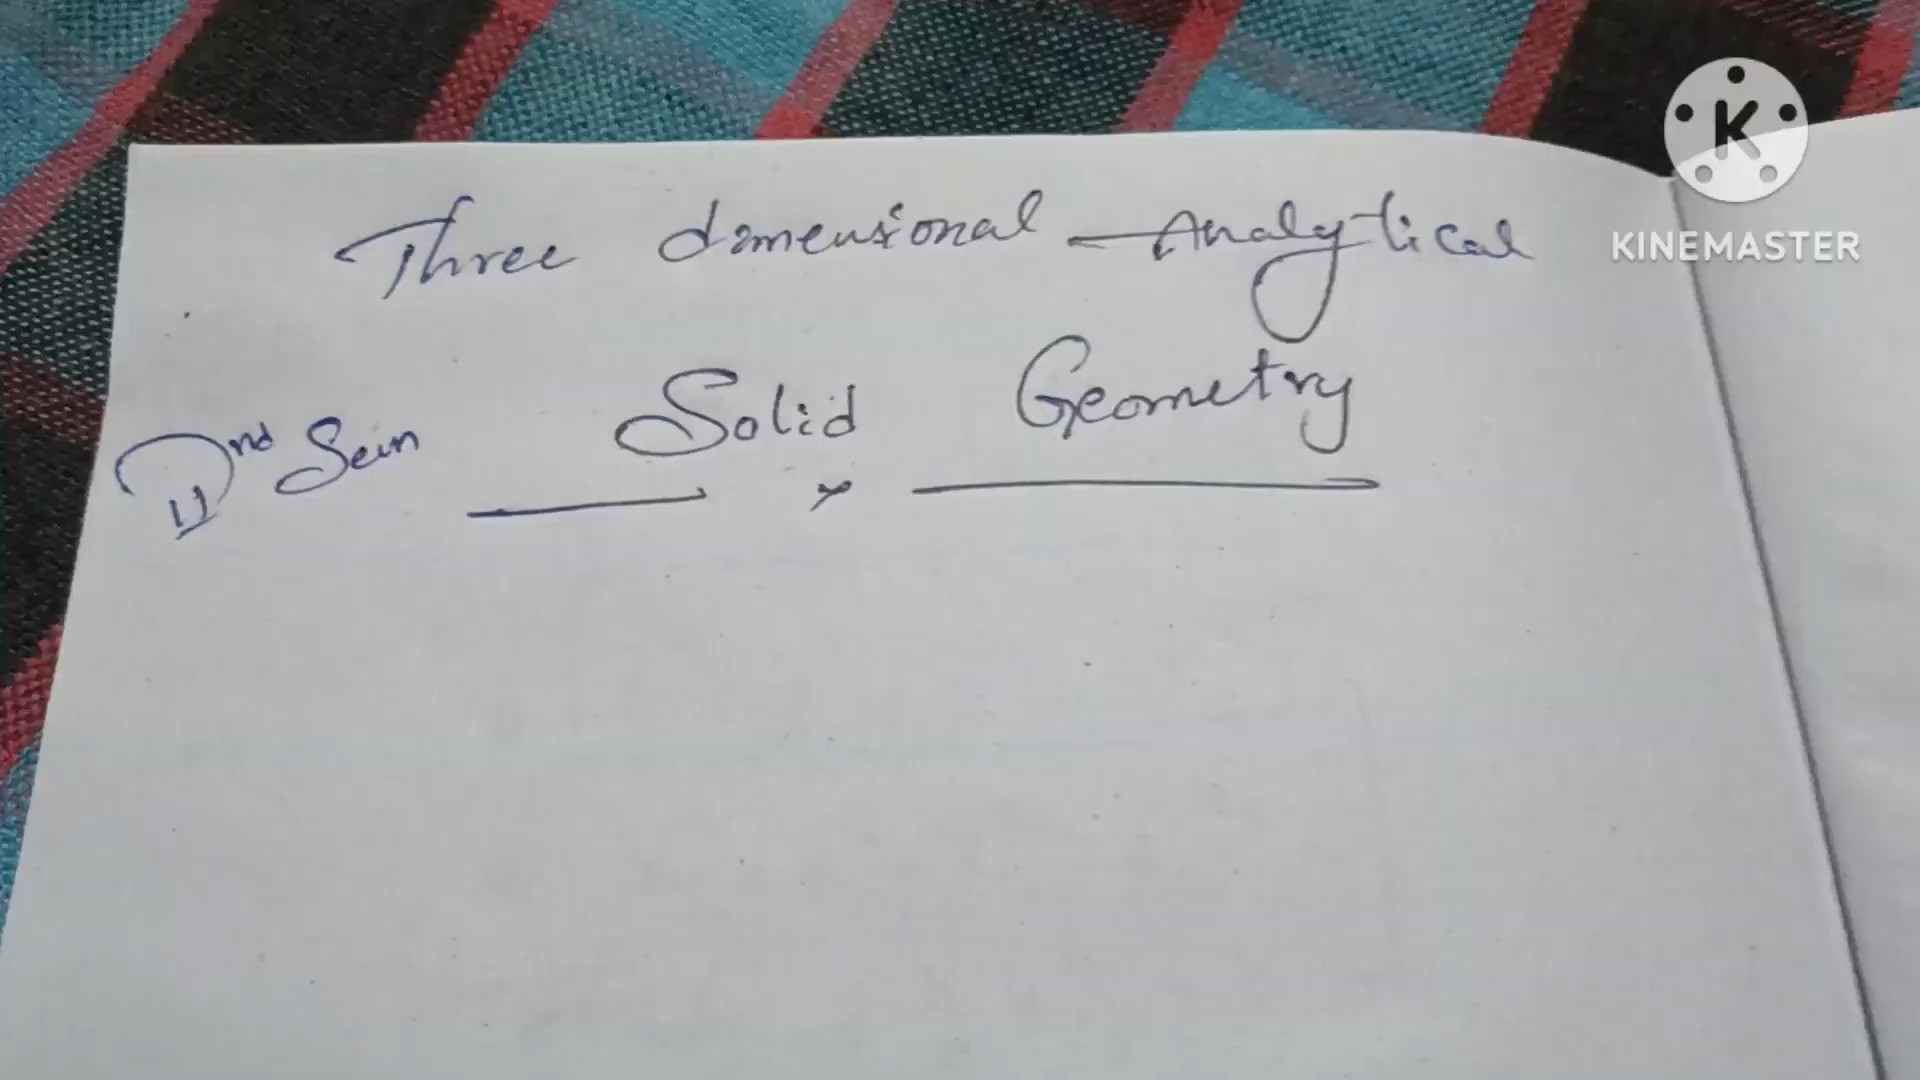 Three dimensional Analytical
Solid Geometry
IInd Sem
K
KINEMASTER